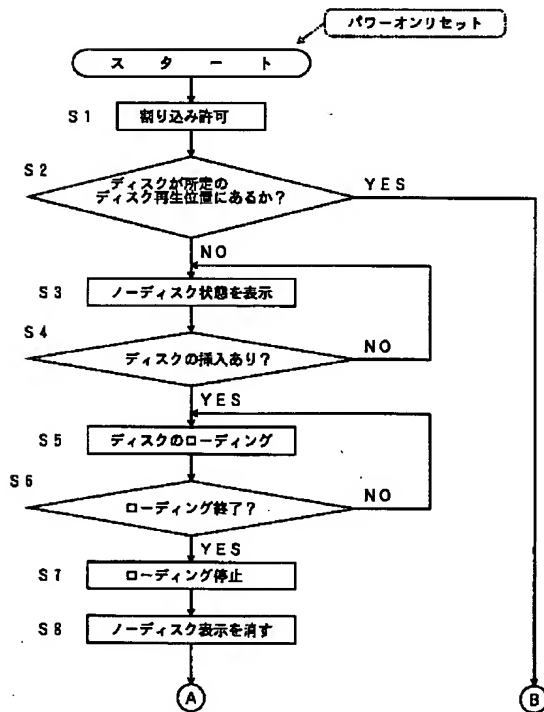 パワーオンリセット
スタート
S1 割り込み許可
S2
ディスクが所定の
ディスク再生位置にあるか?
YES
NO
S3 ノーディスク状態を表示
S4
ディスクの挿入あり?
NO
YES
S5 ディスクのローディング
S6
ローディング終了?
NO
YES
S7 ローディング停止
S8 ノーディスク表示を消す
A
B